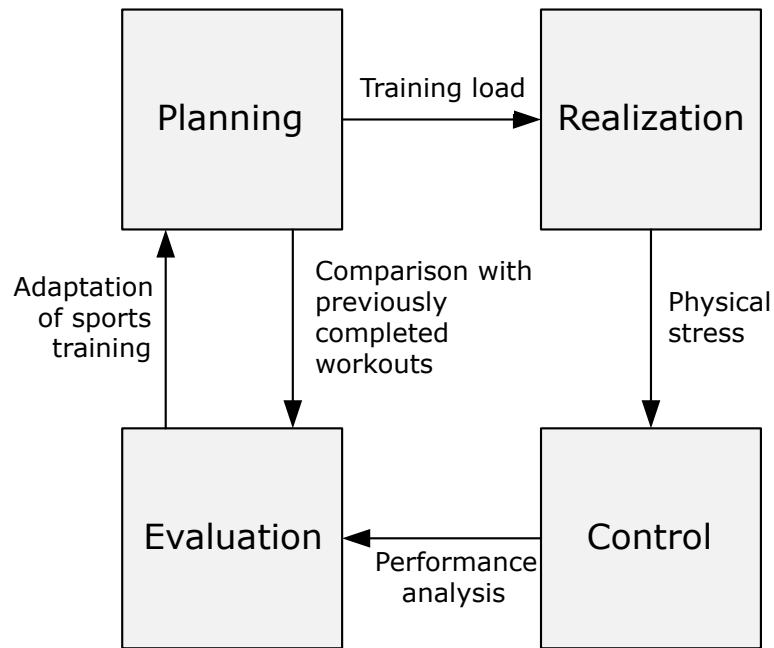 Planning
Training load
Realization
Adaptation
of sports
training
Comparison with
previously
completed
workouts
Physical
stress
Evaluation
Performance
analysis
Control